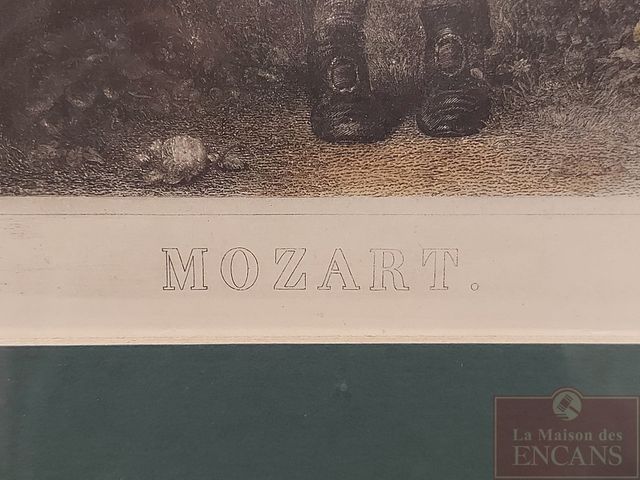 MOZART.
La Maison des
ENCANS